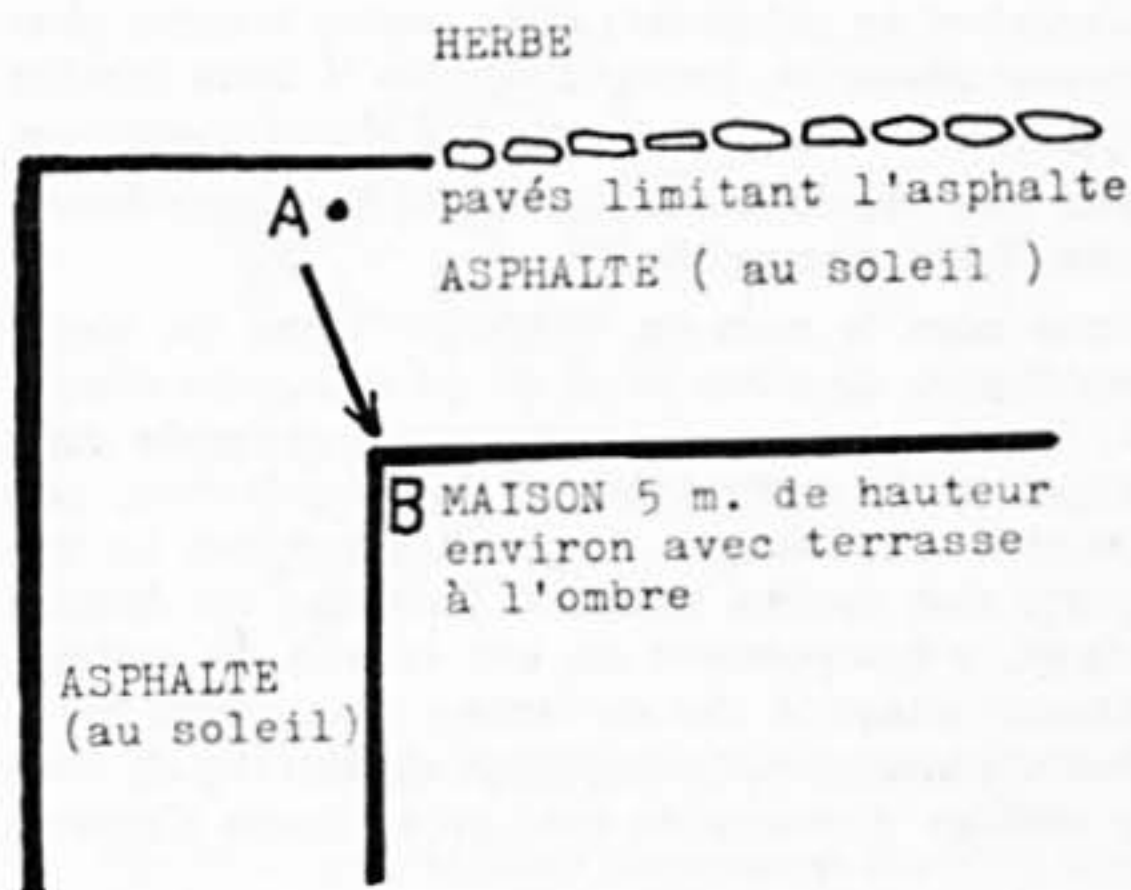 HERBE
pavés limitant l'asphalte
A
ASPHALTE ( au soleil )
B
MAISON 5 m. de hauteur
environ avec terrasse
à l'ombre
ASPHALTE
(au soleil)